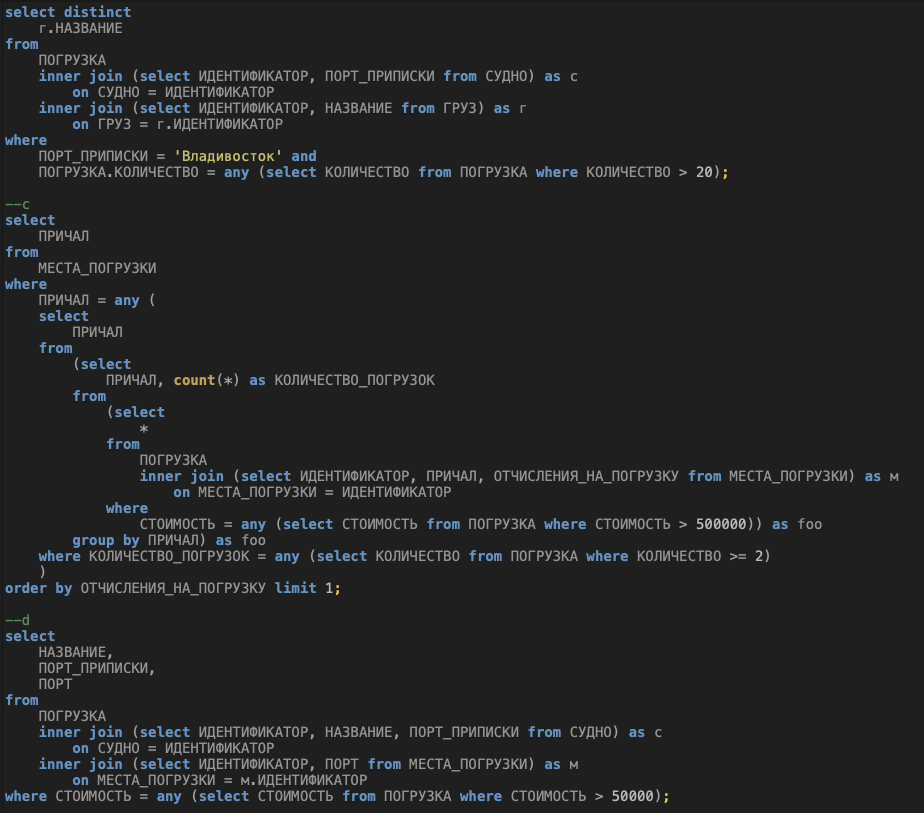 select distinct
    г.НАЗВАНИЕ
from
    ПОГРУЗКА
    inner join (select ИДЕНТИФИКАТОР, ПОРТ_ПРИПИСКИ from СУДНО) as с
        on СУДНО = ИДЕНТИФИКАТОР
    inner join (select ИДЕНТИФИКАТОР, НАЗВАНИЕ from ГРУЗ) as г
        on ГРУЗ = г.ИДЕНТИФИКАТОР
where
    ПОРТ_ПРИПИСКИ = 'Владивосток' and
    ПОГРУЗКА.КОЛИЧЕСТВО = any (select КОЛИЧЕСТВО from ПОГРУЗКА where КОЛИЧЕСТВО > 20);

--c
select
    ПРИЧАЛ
from
    МЕСТА_ПОГРУЗКИ
where
    ПРИЧАЛ = any (
    select
        ПРИЧАЛ
    from
        (select
            ПРИЧАЛ, count(*) as КОЛИЧЕСТВО_ПОГРУЗОК
        from
            (select
                *
            from
                ПОГРУЗКА
                inner join (select ИДЕНТИФИКАТОР, ПРИЧАЛ, ОТЧИСЛЕНИЯ_НА_ПОГРУЗКУ from МЕСТА_ПОГРУЗКИ) as м
                    on МЕСТА_ПОГРУЗКИ = ИДЕНТИФИКАТОР
            where
                СТОИМОСТЬ = any (select СТОИМОСТЬ from ПОГРУЗКА where СТОИМОСТЬ > 500000)) as foo
        group by ПРИЧАЛ) as foo
    where КОЛИЧЕСТВО_ПОГРУЗОК = any (select КОЛИЧЕСТВО from ПОГРУЗКА where КОЛИЧЕСТВО >= 2)
    )
order by ОТЧИСЛЕНИЯ_НА_ПОГРУЗКУ limit 1;

--d
select
    НАЗВАНИЕ,
    ПОРТ_ПРИПИСКИ,
    ПОРТ
from
    ПОГРУЗКА
    inner join (select ИДЕНТИФИКАТОР, НАЗВАНИЕ, ПОРТ_ПРИПИСКИ from СУДНО) as с
        on СУДНО = ИДЕНТИФИКАТОР
    inner join (select ИДЕНТИФИКАТОР, ПОРТ from МЕСТА_ПОГРУЗКИ) as м
        on МЕСТА_ПОГРУЗКИ = м.ИДЕНТИФИКАТОР
where СТОИМОСТЬ = any (select СТОИМОСТЬ from ПОГРУЗКА where СТОИМОСТЬ > 50000);